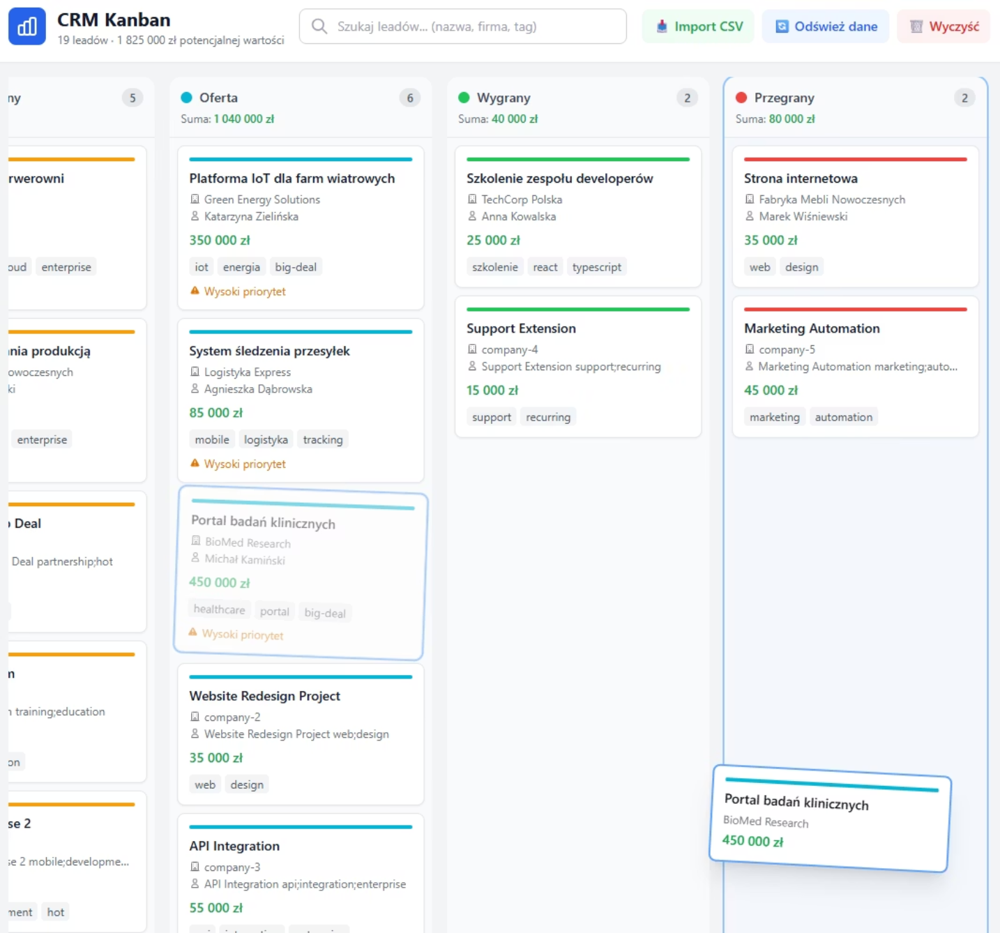 CRM Kanban
19 leadów · 1 825 000 zł potencjalnej wartości
Szukaj leadów... (nazwa, firma, tag)
Import CSV
Odśwież dane
Wyczyść
ny
5
rwerowni
oud enterprise
nia produkcją
owoczesnych
ki
enterprise
Deal
Deal partnership;hot
training;education
on
se 2
se 2 mobile;developme...
ment hot
Oferta
6
Suma: 1 040 000 zł
Platforma IoT dla farm wiatrowych
Green Energy Solutions
Katarzyna Zielińska
350 000 zł
iot energia big-deal
Wysoki priorytet
System śledzenia przesyłek
Logistyka Express
Agnieszka Dąbrowska
85 000 zł
mobile logistyka tracking
Wysoki priorytet
Portal badań klinicznych
BioMed Research
Michał Kamiński
450 000 zł
healthcare portal big-deal
Wysoki priorytet
Website Redesign Project
company-2
Website Redesign Project web;design
35 000 zł
web design
API Integration
company-3
API Integration api;integration;enterprise
55 000 zł
Wygrany
2
Suma: 40 000 zł
Szkolenie zespołu developerów
TechCorp Polska
Anna Kowalska
25 000 zł
szkolenie react typescript
Support Extension
company-4
Support Extension support;recurring
15 000 zł
support recurring
Przegrany
2
Suma: 80 000 zł
Strona internetowa
Fabryka Mebli Nowoczesnych
Marek Wiśniewski
35 000 zł
web design
Marketing Automation
company-5
Marketing Automation marketing;auto...
45 000 zł
marketing automation
Portal badań klinicznych
BioMed Research
450 000 zł